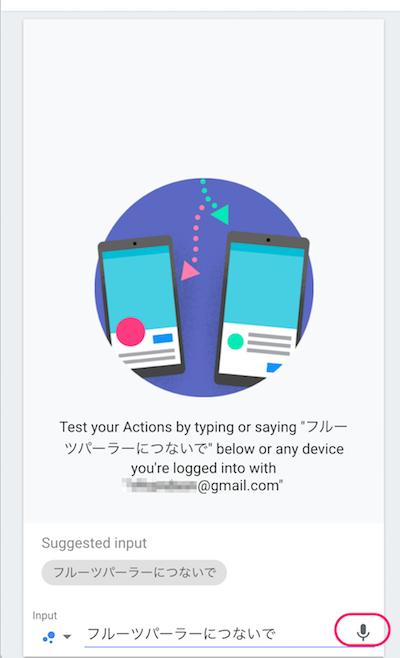 Test your Actions by typing or saying "フルー
ツパーラーにつないで" below or any device
you're logged into with
@gmail.com"
Suggested input
フルーツパーラーにつないで
Input
フルーツパーラーにつないで